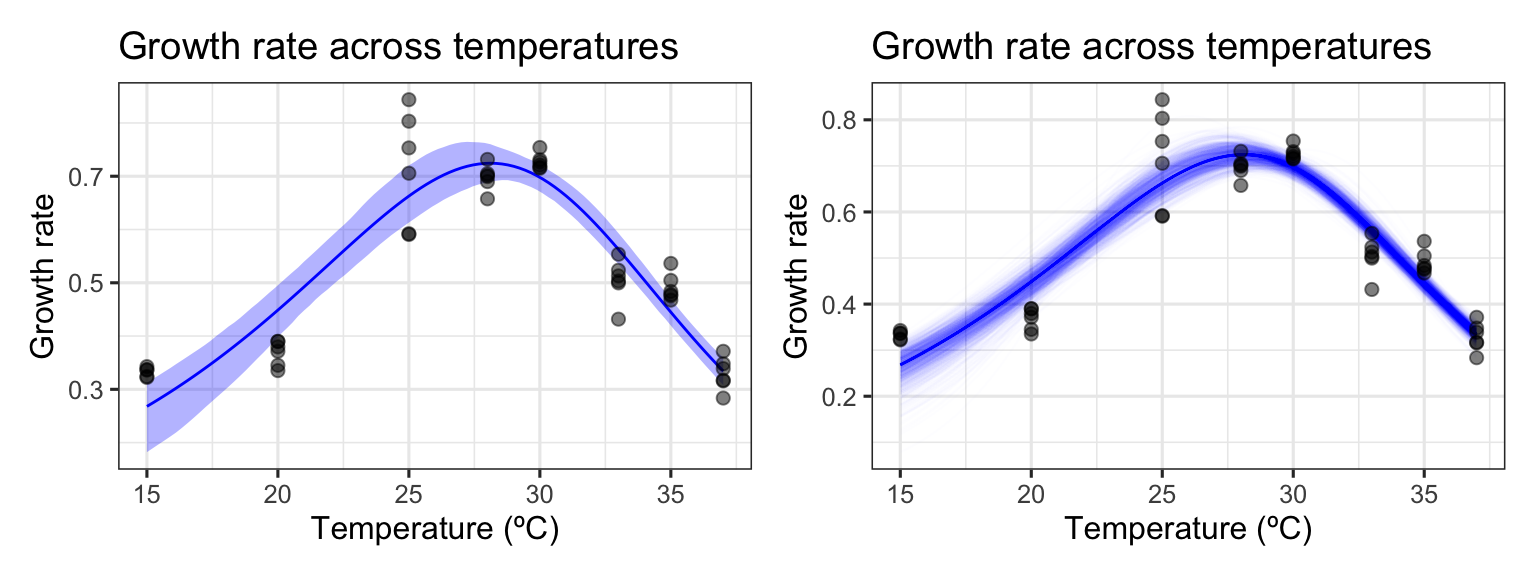 Growth rate across temperatures
Growth rate
0.7
0.5
0.3
15 20 25 30 35
Temperature (ºC)
Growth rate across temperatures
Growth rate
0.8
0.6
0.4
0.2
15 20 25 30 35
Temperature (ºC)